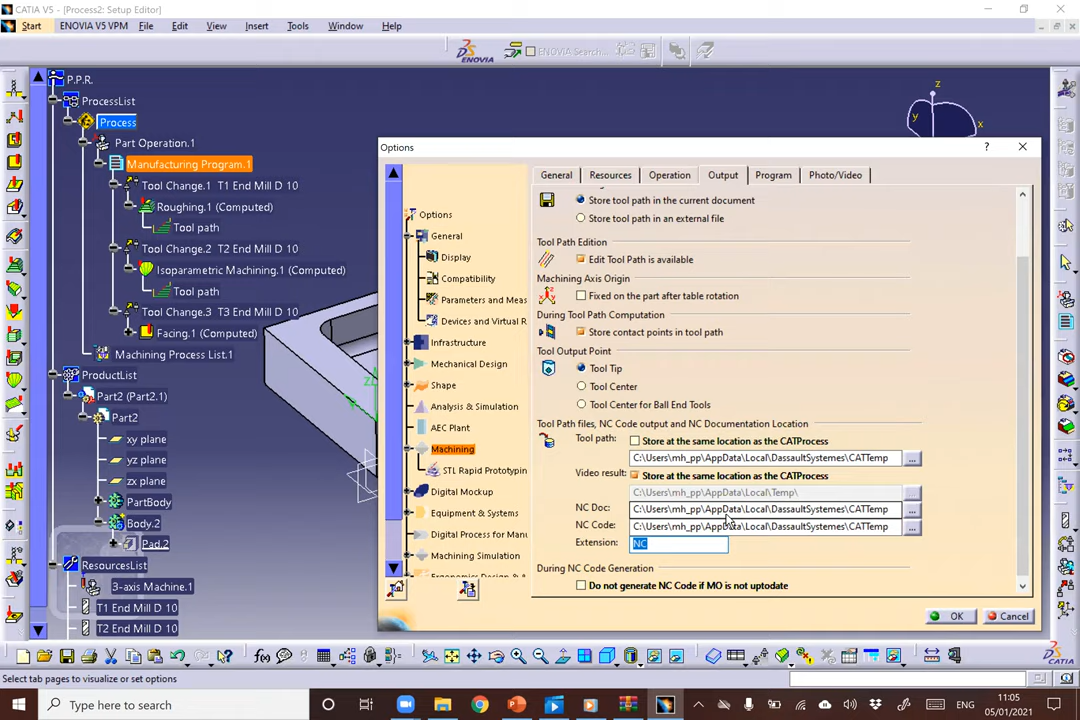 CATIA V5 - [Process2: Setup Editor]
Start ENOVIA V5 VPM File Edit View Insert Tools Window Help
ENOVIA
ENOVIA Search...
P.P.R.
ProcessList
Process
Part Operation.1
Manufacturing Program.1
Tool Change.1 T1 End Mill D 10
Roughing.1 (Computed)
Tool path
Tool Change.2 T2 End Mill D 10
Isoparametric Machining.1 (Computed)
Tool path
Tool Change.3 T3 End Mill D 10
Facing.1 (Computed)
Machining Process List.1
ProductList
Part2 (Part2.1)
Part2
xy plane
yz plane
zx plane
PartBody
Body.2
Pad.2
ResourcesList
3-axis Machine.1
T1 End Mill D 10
T2 End Mill D 10
z
y
x
Options
?
Options
General
Display
Compatibility
Parameters and Meas
Devices and Virtual R
Infrastructure
Mechanical Design
Shape
Analysis & Simulation
AEC Plant
Machining
STL Rapid Prototypin
Digital Mockup
Equipment & Systems
Digital Process for Man
Machining Simulation
General Resources Operation Output Program Photo/Video
Store tool path in the current document
Store tool path in an external file
Tool Path Edition
Edit Tool Path is available
Machining Axis Origin
Fixed on the part after table rotation
During Tool Path Computation
Store contact points in tool path
Tool Output Point
Tool Tip
Tool Center
Tool Center for Ball End Tools
Tool Path files, NC Code output and NC Documentation Location
Tool path: Store at the same location as the CATProcess
C:\Users\mh_pp\AppData\Local\DassaultSystemes\CATTemp ...
Video result: Store at the same location as the CATProcess
C:\Users\mh_pp\AppData\Local\Temp\ ...
NC Doc: C:\Users\mh_pp\AppData\Local\DassaultSystemes\CATTemp ...
NC Code: C:\Users\mh_pp\AppData\Local\DassaultSystemes\CATTemp ...
Extension: NC
During NC Code Generation
Do not generate NC Code if MO is not uptodate
OK Cancel
f(x)
CATIA
Select tab pages to visualize or set options
Type here to search
ENG
11:05
05/01/2021